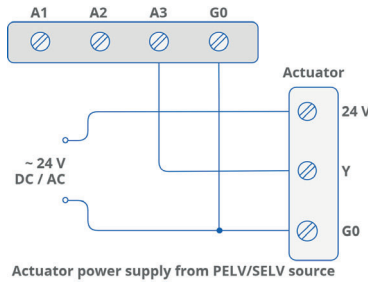 A1 A2 A3 G0
Actuator
24 V
~ 24 V
DC / AC
Y
G0
Actuator power supply from PELV/SELV source